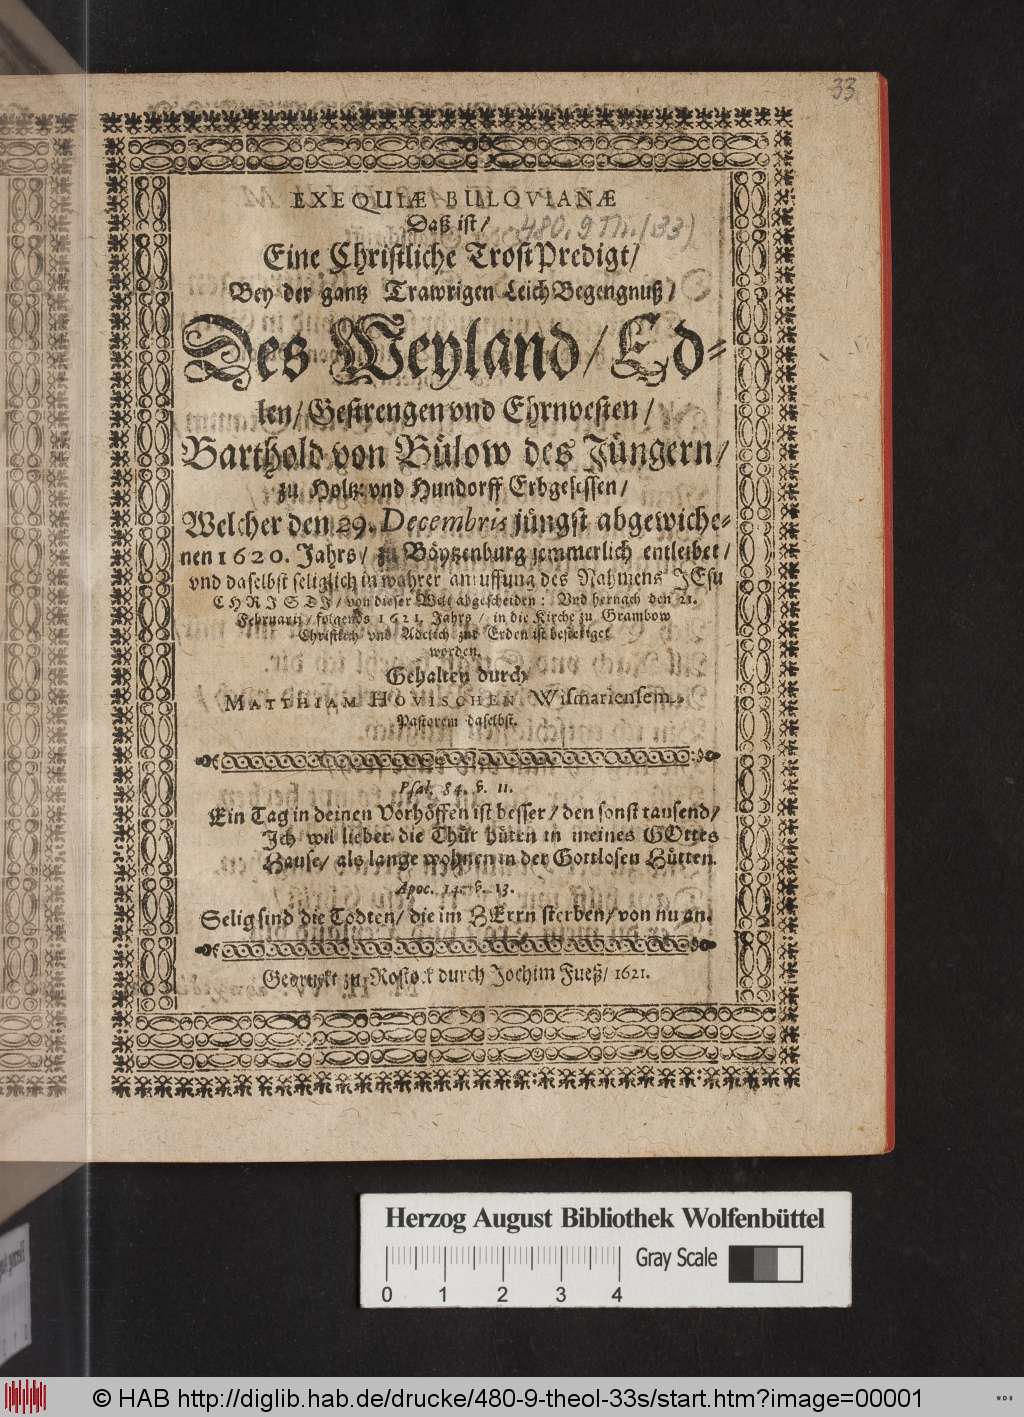 33
EXEQUIÆ BULOVIANÆ
Daß ist/
480. 9 Th. (33)
Eine Christliche TrostPredigt/
Bey der gantz Trawrigen LeichBegengnuß/
Des Weyland/ Ed-
len/ Gestrengen vnd Ehrnvesten/
Barthold von Bülow des Jüngern/
zu Holtz: vnd Hundorff Erbgesessen/
Welcher den 29. Decembris jüngst abgewiche-
nen 1620. Jahrs/ zu Böytzenburg jemmerlich entleibet/
vnd daselbst seliglich in wahrer anruffung des Nahmens JEsu
CHRISTI/ von dieser Welt abgescheiden: Vnd hernach den 21.
Februarij/ folgends 1621. Jahrs/ in die Kirche zu Grambow
Christlich vnd Adelich zur Erden ist bestetiget
worden.
Gehalten durch
MATTHIAM HÖVISCHEN Wismariensem.
Pastorem daselbst.
Psal. 84. v. 11.
Ein Tag in deinen Vorhöffen ist besser/ den sonst tausend/
Jch wil lieber die Thür hüten in meines GOttes
Hause/ als lange wohnen in der Gottlosen Hütten.
Apoc. 14. v. 13.
Selig sind die Todten/ die im HErrn sterben/ von nu an.
Gedruckt zu Rostock durch Jochim Fueß/ 1621.
Herzog August Bibliothek Wolfenbüttel
Gray Scale
0 1 2 3 4
© HAB http://diglib.hab.de/drucke/480-9-theol-33s/start.htm?image=00001